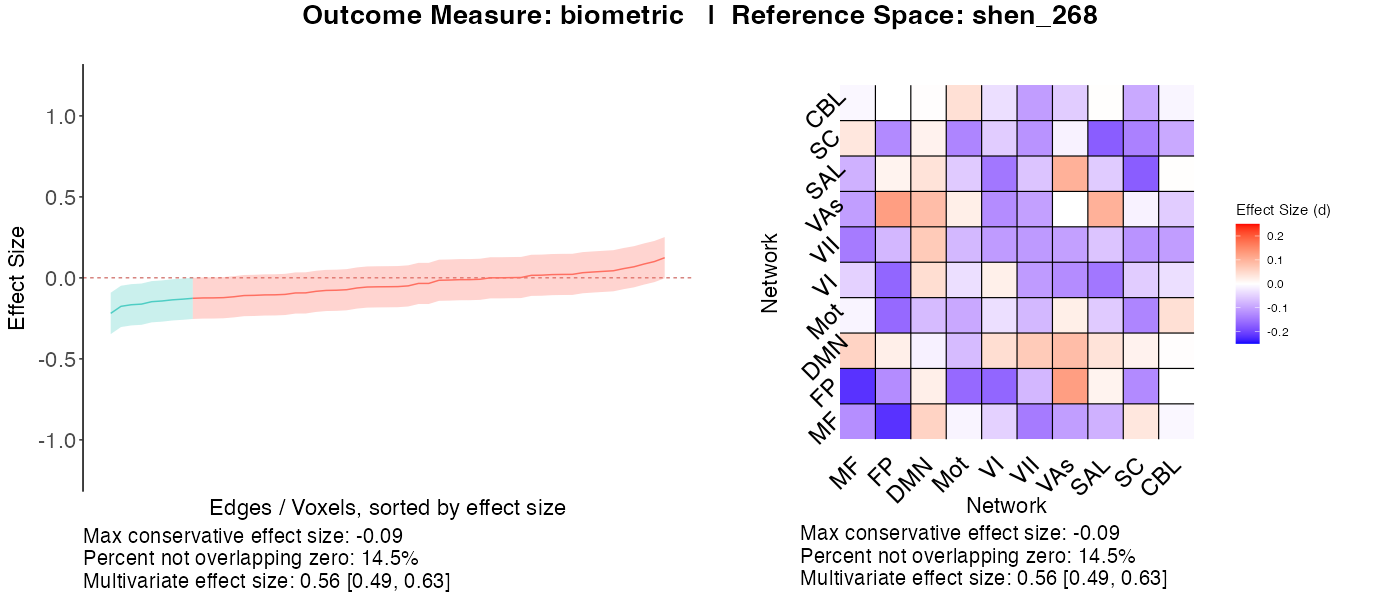 Outcome Measure: biometric | Reference Space: shen_268
1.0
0.5
0.0
-0.5
-1.0
Effect Size
Edges / Voxels, sorted by effect size
Max conservative effect size: -0.09
Percent not overlapping zero: 14.5%
Multivariate effect size: 0.56 [0.49, 0.63]
Network
CBL
SC
SAL
VAs
VII
VI
Mot
DMN
FP
MF
MF FP DMN Mot VI VII VAs SAL SC CBL
Network
Max conservative effect size: -0.09
Percent not overlapping zero: 14.5%
Multivariate effect size: 0.56 [0.49, 0.63]
Effect Size (d)
0.2
0.1
0.0
-0.1
-0.2